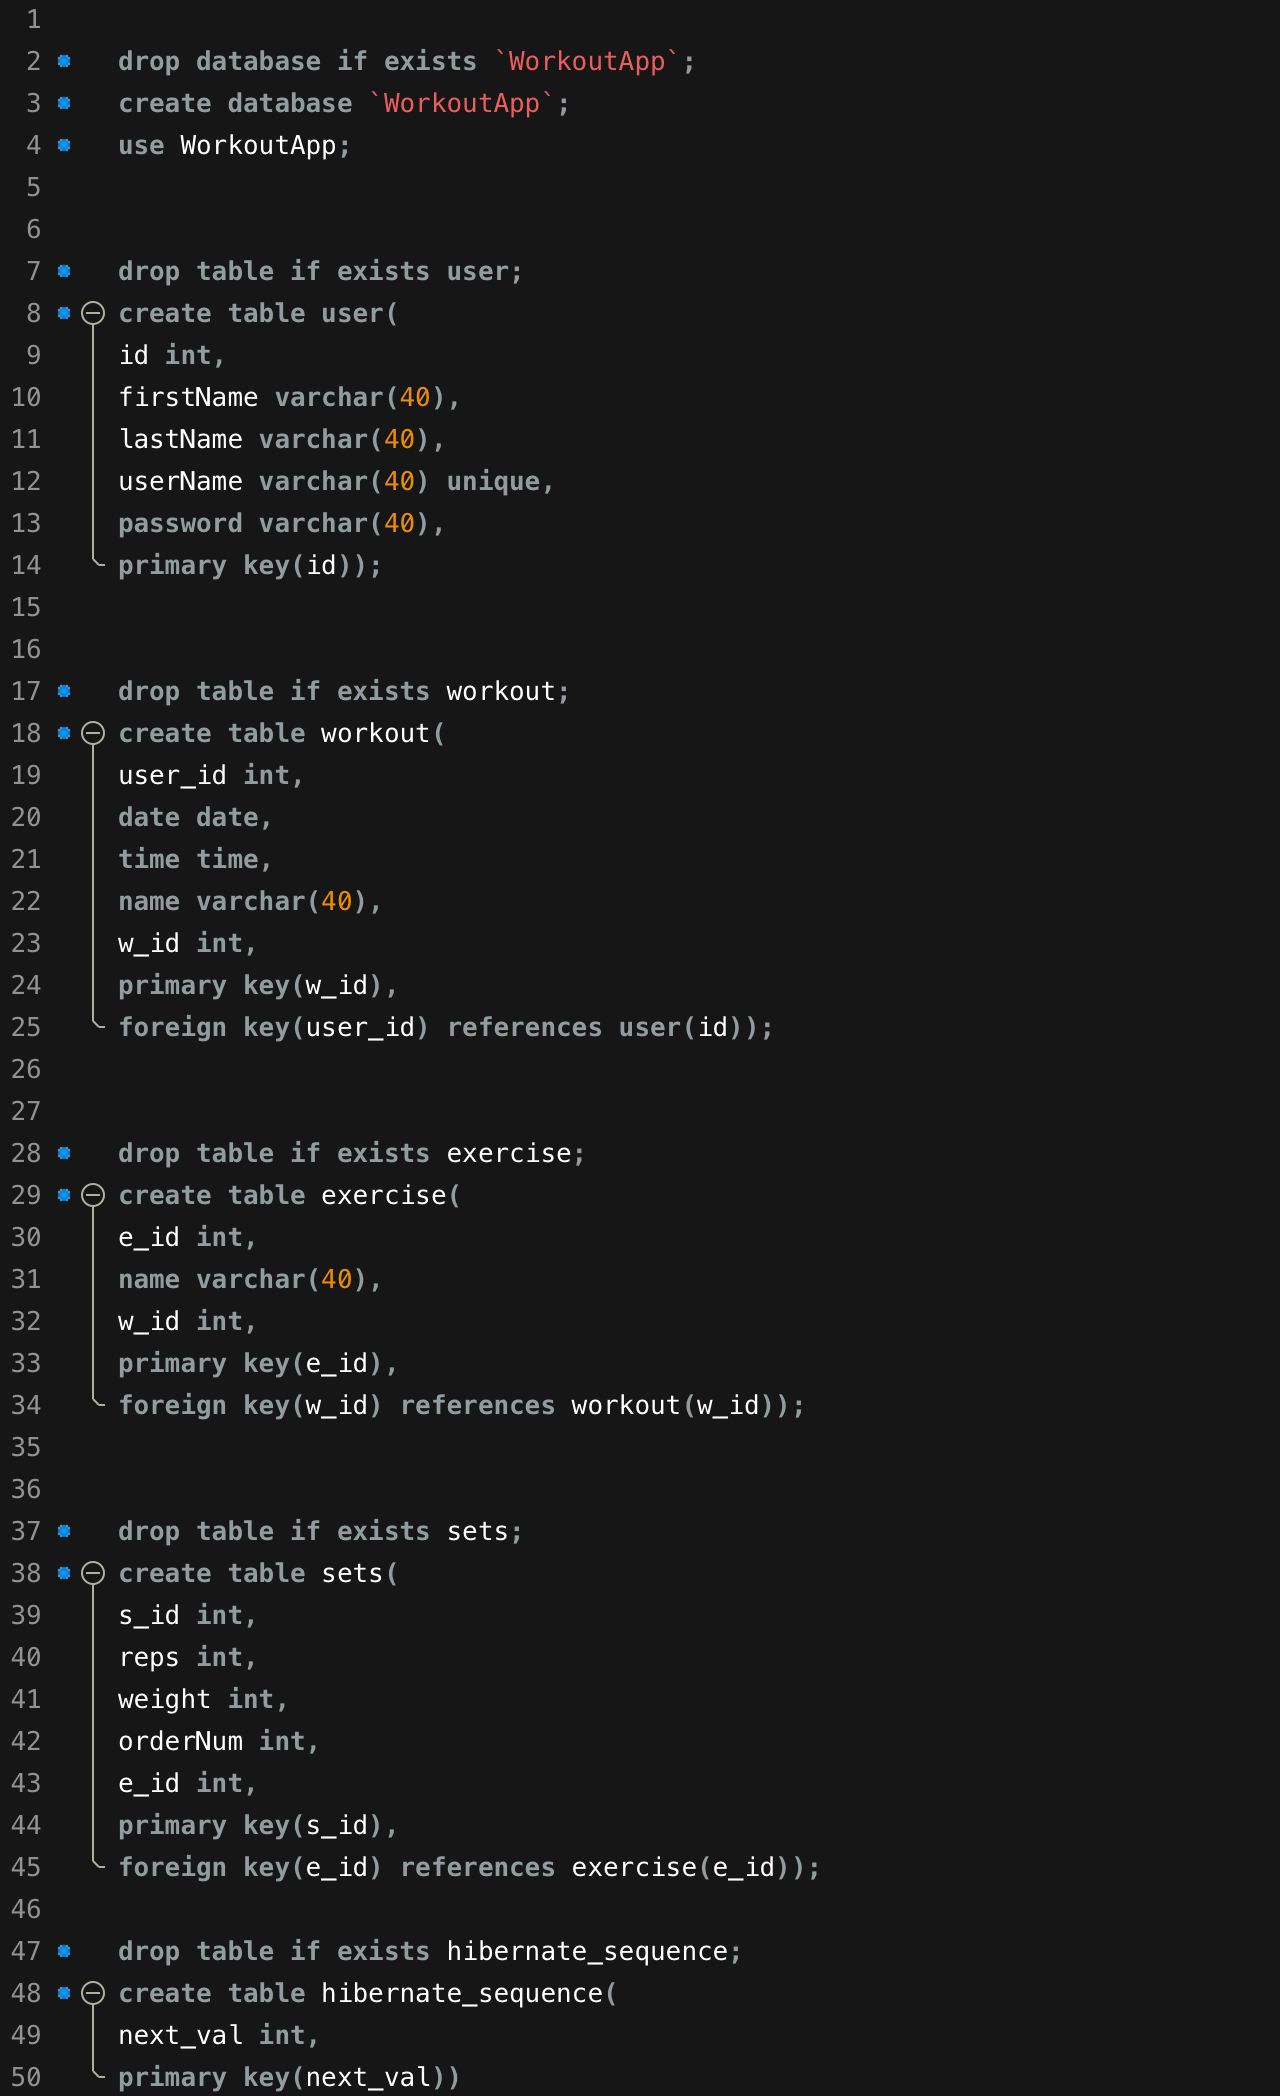 1
2 drop database if exists `WorkoutApp`;
3 create database `WorkoutApp`;
4 use WorkoutApp;
5
6
7 drop table if exists user;
8 create table user(
9 id int,
10 firstName varchar(40),
11 lastName varchar(40),
12 userName varchar(40) unique,
13 password varchar(40),
14 primary key(id));
15
16
17 drop table if exists workout;
18 create table workout(
19 user_id int,
20 date date,
21 time time,
22 name varchar(40),
23 w_id int,
24 primary key(w_id),
25 foreign key(user_id) references user(id));
26
27
28 drop table if exists exercise;
29 create table exercise(
30 e_id int,
31 name varchar(40),
32 w_id int,
33 primary key(e_id),
34 foreign key(w_id) references workout(w_id));
35
36
37 drop table if exists sets;
38 create table sets(
39 s_id int,
40 reps int,
41 weight int,
42 orderNum int,
43 e_id int,
44 primary key(s_id),
45 foreign key(e_id) references exercise(e_id));
46
47 drop table if exists hibernate_sequence;
48 create table hibernate_sequence(
49 next_val int,
50 primary key(next_val))